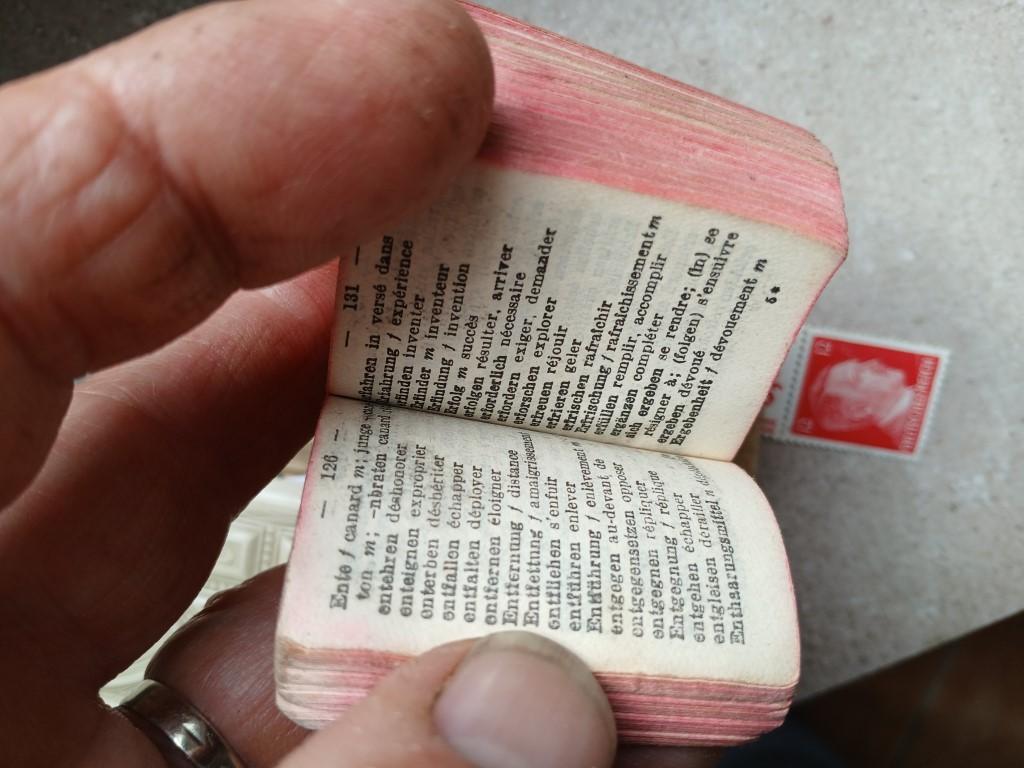 — 126 —
Ente f canard m; junge
ton m; -nbraten canard
entehren déshonorer
enteignen exproprier
enterben déshériter
entfallen échapper
entfalten déployer
entfernen éloigner
Entfernung f distance
Entfettung f amaigrissement
entfliehen s'enfuir
entführen enlever
Entführung f enlèvement
entgegen au-devant de
entgegensetzen opposer
entgegnen répliquer
Entgegnung f réplique
entgehen échapper
entgleisen dérailler
Enthaarungsmittel n
— 131 —
erfahren in versé dans
Erfahrung f expérience
erfinden inventer
Erfinder m inventeur
Erfindung f invention
Erfolg m succès
erfolgen résulter, arriver
erforderlich nécessaire
erfordern exiger, demander
erforschen explorer
erfreuen réjouir
erfrieren geler
erfrischen rafraîchir
Erfrischung f rafraîchissement m
erfüllen remplir, accomplir
ergänzen compléter
sich ergeben se rendre; (in) se
résigner à; (folgen) s'ensuivre
ergeben dévoué
Ergebenheit f dévouement m
5*
12
12